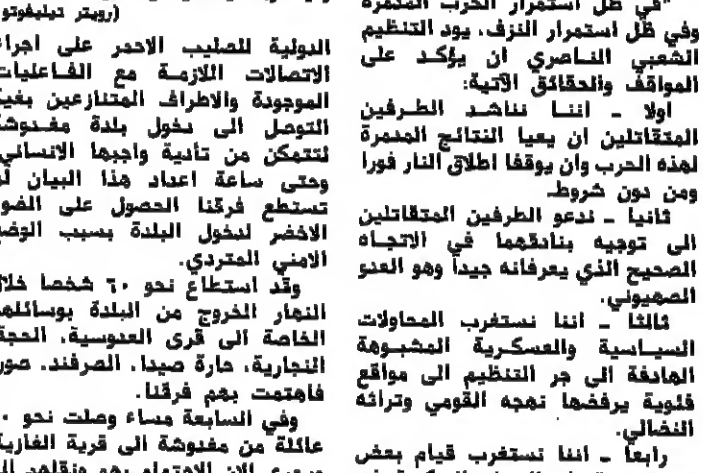 "في ظل استمرار الحرب المدمرة
وفي ظل استمرار النزف، يود التنظيم
الشعبي الناصري ان يؤكد على
المواقف والحقائق الآتية:
اولا ـ اننا نناشد الطرفين
المتقاتلين ان يعيا النتائج المدمرة
لهذه الحرب وان يوقفا اطلاق النار فورا
ومن دون شروط.
ثانيا ـ ندعو الطرفين المتقاتلين
الى توجيه بنادقهما في الاتجاه
الصحيح الذي يعرفانه جيداً وهو العدو
الصهيوني.
ثالثا ـ اننا نستغرب المحاولات
السياسية والعسكرية المشبوهة
الهادفة الى جر التنظيم الى مواقع
فئوية يرفضها نهجه القومي وتراثه
النضالي.
رابعاً ـ اننا نستغرب قيام بعض
(رويتر تيليفوتو
الدولية للصليب الاحمر على اجراء
الاتصالات اللازمة مع الفاعليات
الموجودة والاطراف المتنازعين بغية
التوصل الى دخول بلدة مغدوشة
لتتمكن من تأدية واجبها الانساني.
وحتى ساعة اعداد هذا البيان لم
تستطع فرقنا الحصول على الضوء
الاخضر لدخول البلدة بسبب الوضع
الامني المتردي.
وقد استطاع نحو ٦٠ شخصا خلال
النهار الخروج من البلدة بوسائلهم
الخاصة الى قرى العدوسية، الحجة،
النجارية، حارة صيدا، الصرفند، صور
فاهتمت بهم فرقنا.
وفي السابعة مساء وصلت نحو
عائلة من مغدوشة الى قرية الغازية
الان الاهتمام بهم ونقلهم